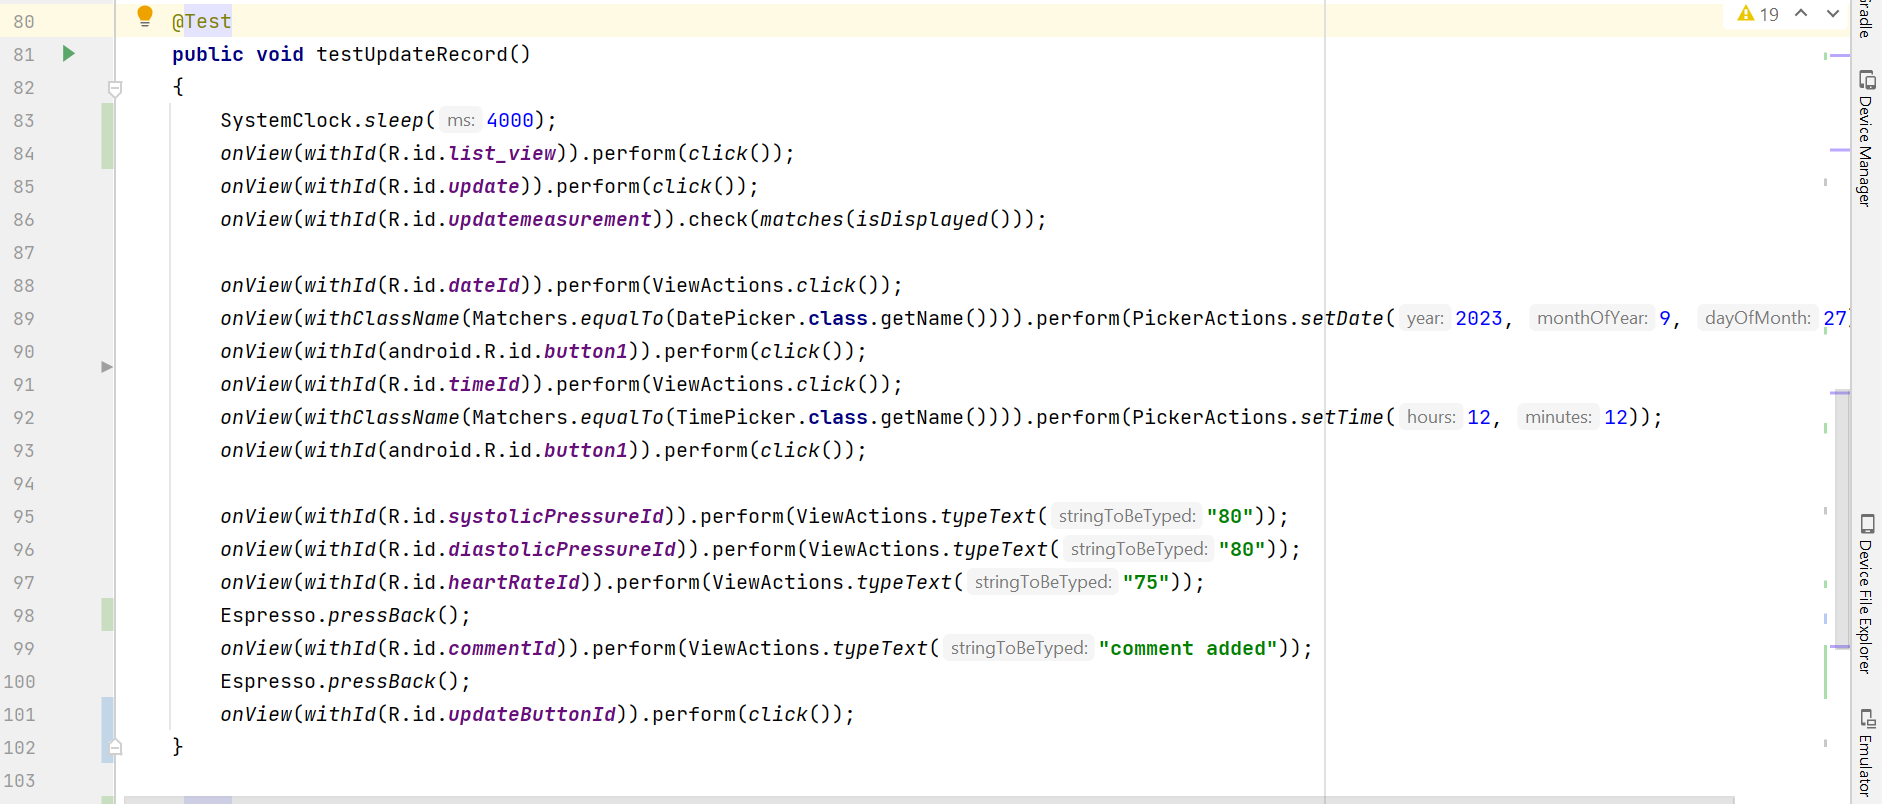 80 @Test
81 public void testUpdateRecord()
82 {
83 SystemClock.sleep( ms: 4000);
84 onView(withId(R.id.list_view)).perform(click());
85 onView(withId(R.id.update)).perform(click());
86 onView(withId(R.id.updatemeasurement)).check(matches(isDisplayed()));
87
88 onView(withId(R.id.dateId)).perform(ViewActions.click());
89 onView(withClassName(Matchers.equalTo(DatePicker.class.getName()))).perform(PickerActions.setDate( year: 2023, monthOfYear: 9, dayOfMonth: 27)
90 onView(withId(android.R.id.button1)).perform(click());
91 onView(withId(R.id.timeId)).perform(ViewActions.click());
92 onView(withClassName(Matchers.equalTo(TimePicker.class.getName()))).perform(PickerActions.setTime( hours: 12, minutes: 12));
93 onView(withId(android.R.id.button1)).perform(click());
94
95 onView(withId(R.id.systolicPressureId)).perform(ViewActions.typeText( stringToBeTyped: "80"));
96 onView(withId(R.id.diastolicPressureId)).perform(ViewActions.typeText( stringToBeTyped: "80"));
97 onView(withId(R.id.heartRateId)).perform(ViewActions.typeText( stringToBeTyped: "75"));
98 Espresso.pressBack();
99 onView(withId(R.id.commentId)).perform(ViewActions.typeText( stringToBeTyped: "comment added"));
100 Espresso.pressBack();
101 onView(withId(R.id.updateButtonId)).perform(click());
102 }
103
19
Device Manager
Device File Explorer
Emulator